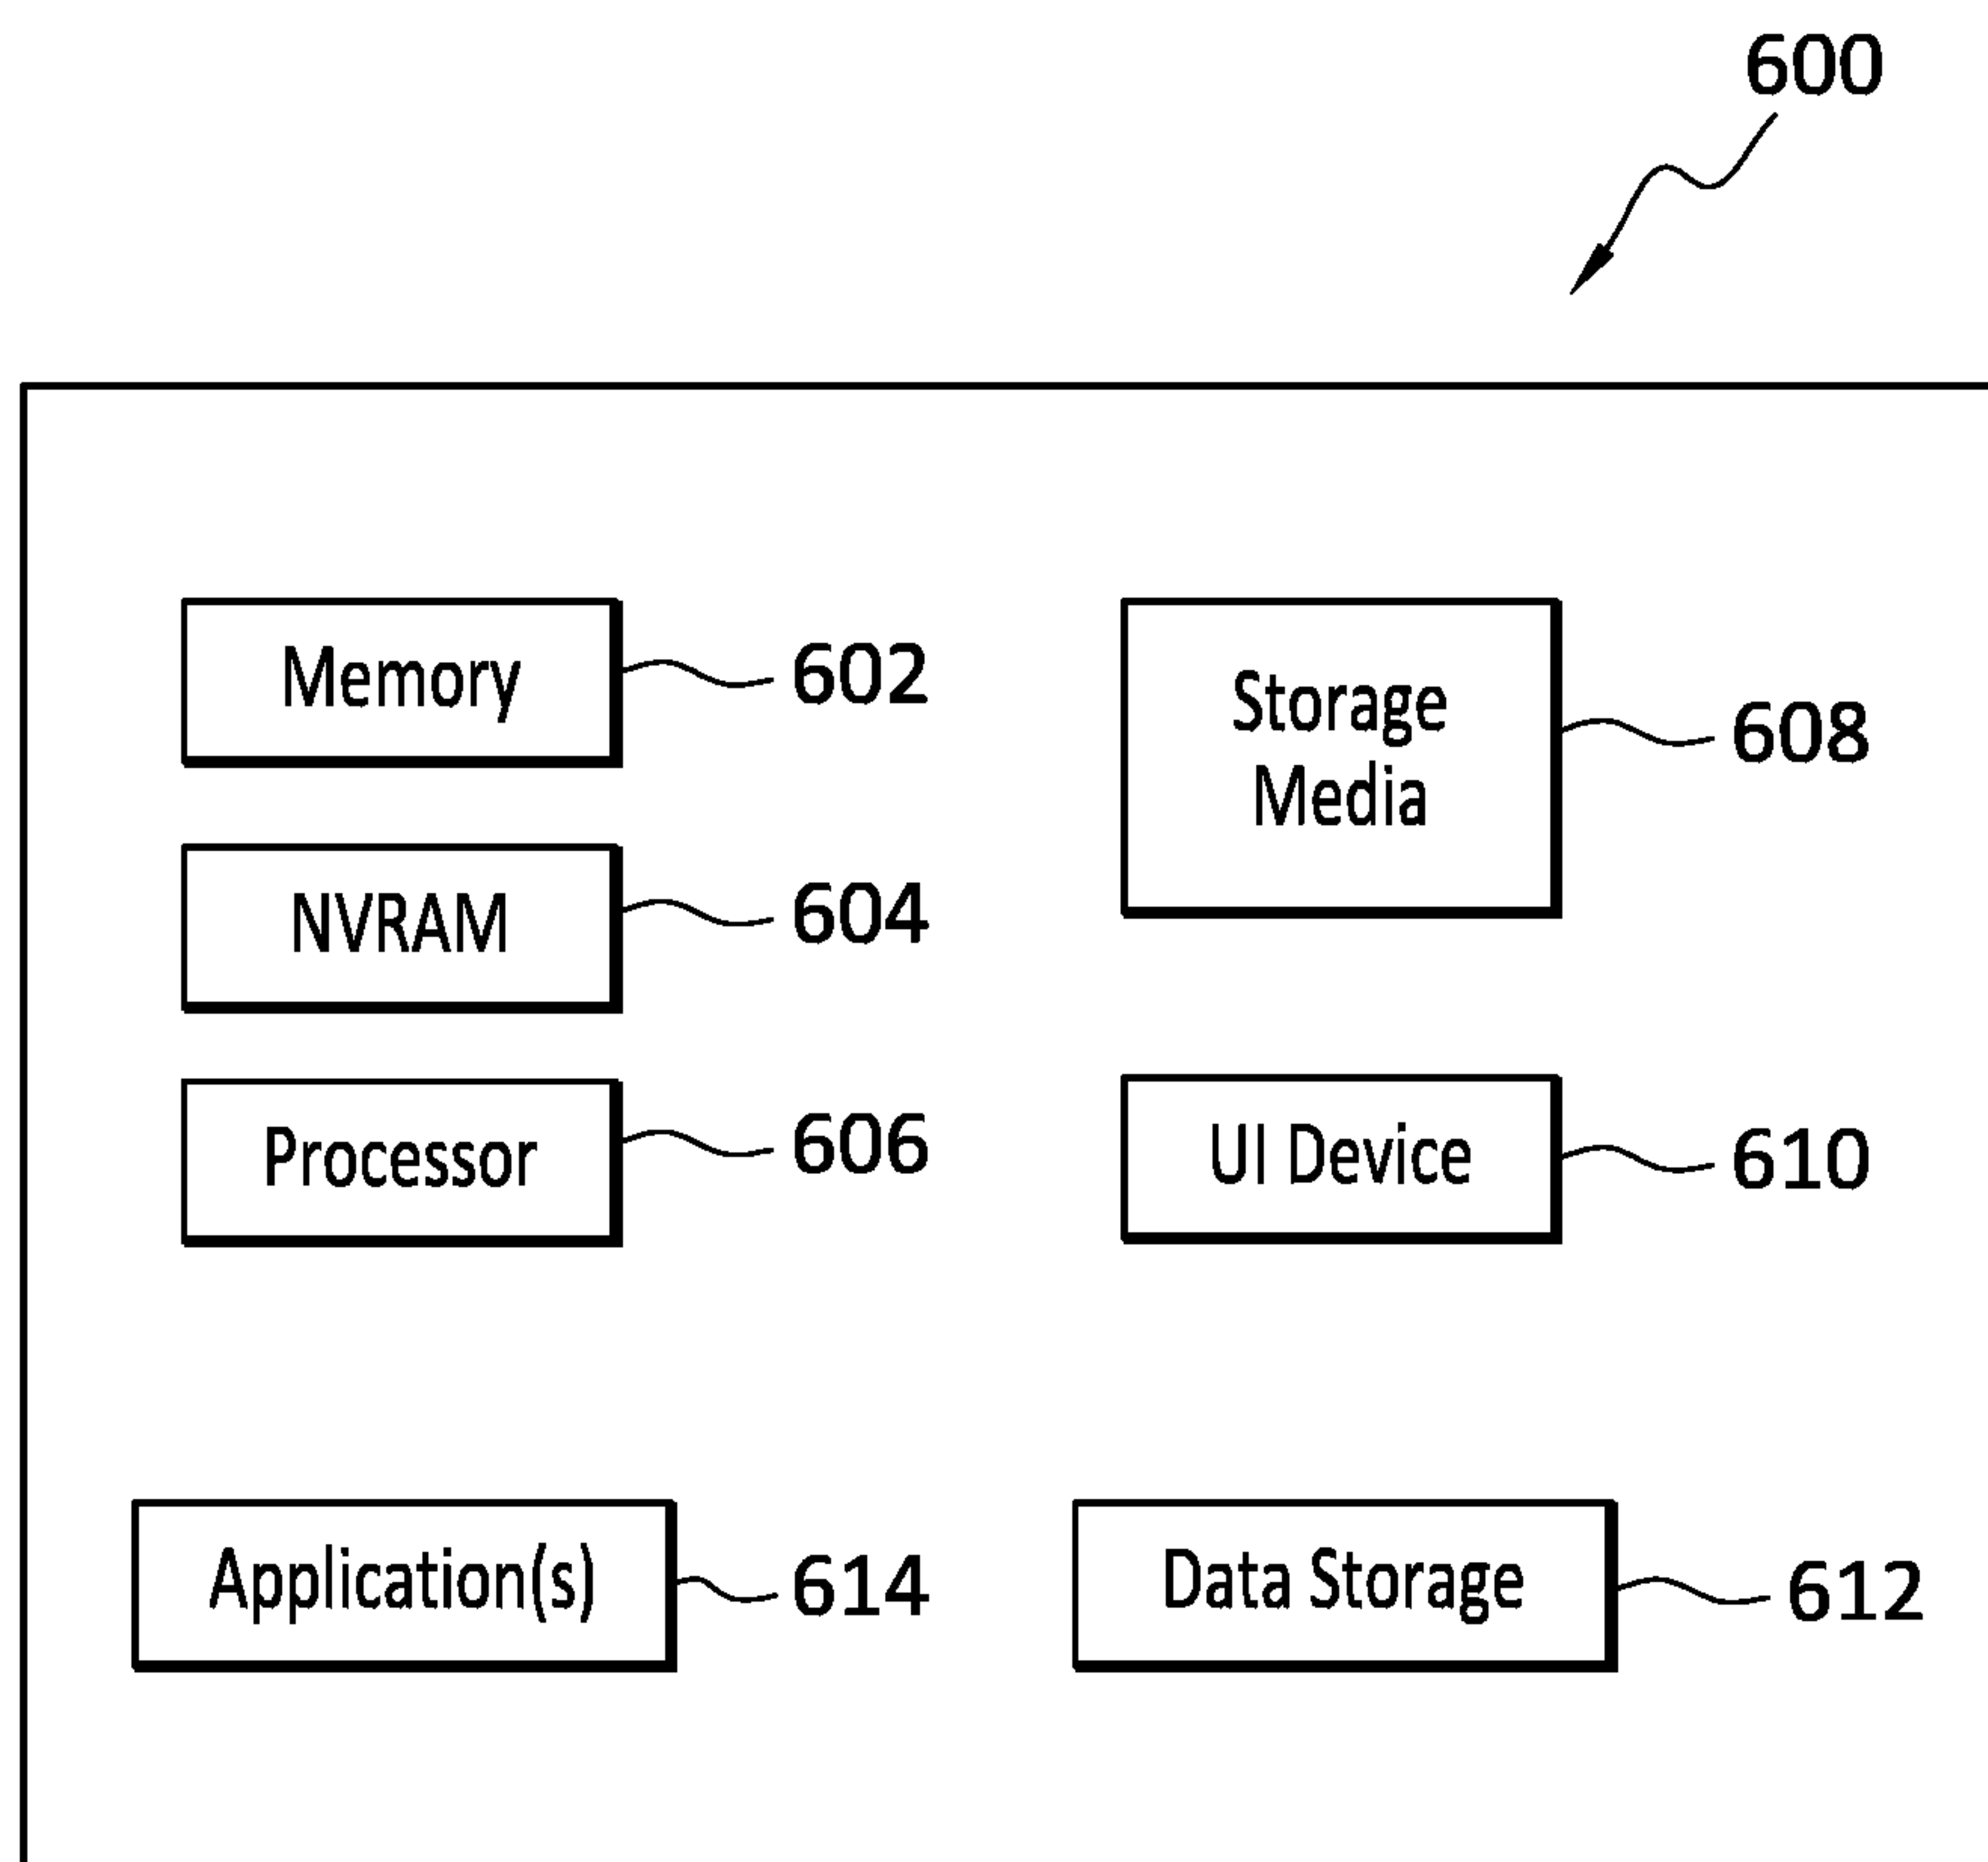 600
Memory
602
Storage
Media
608
NVRAM
604
Processor
606
UI Device
610
Application(s)
614
Data Storage
612